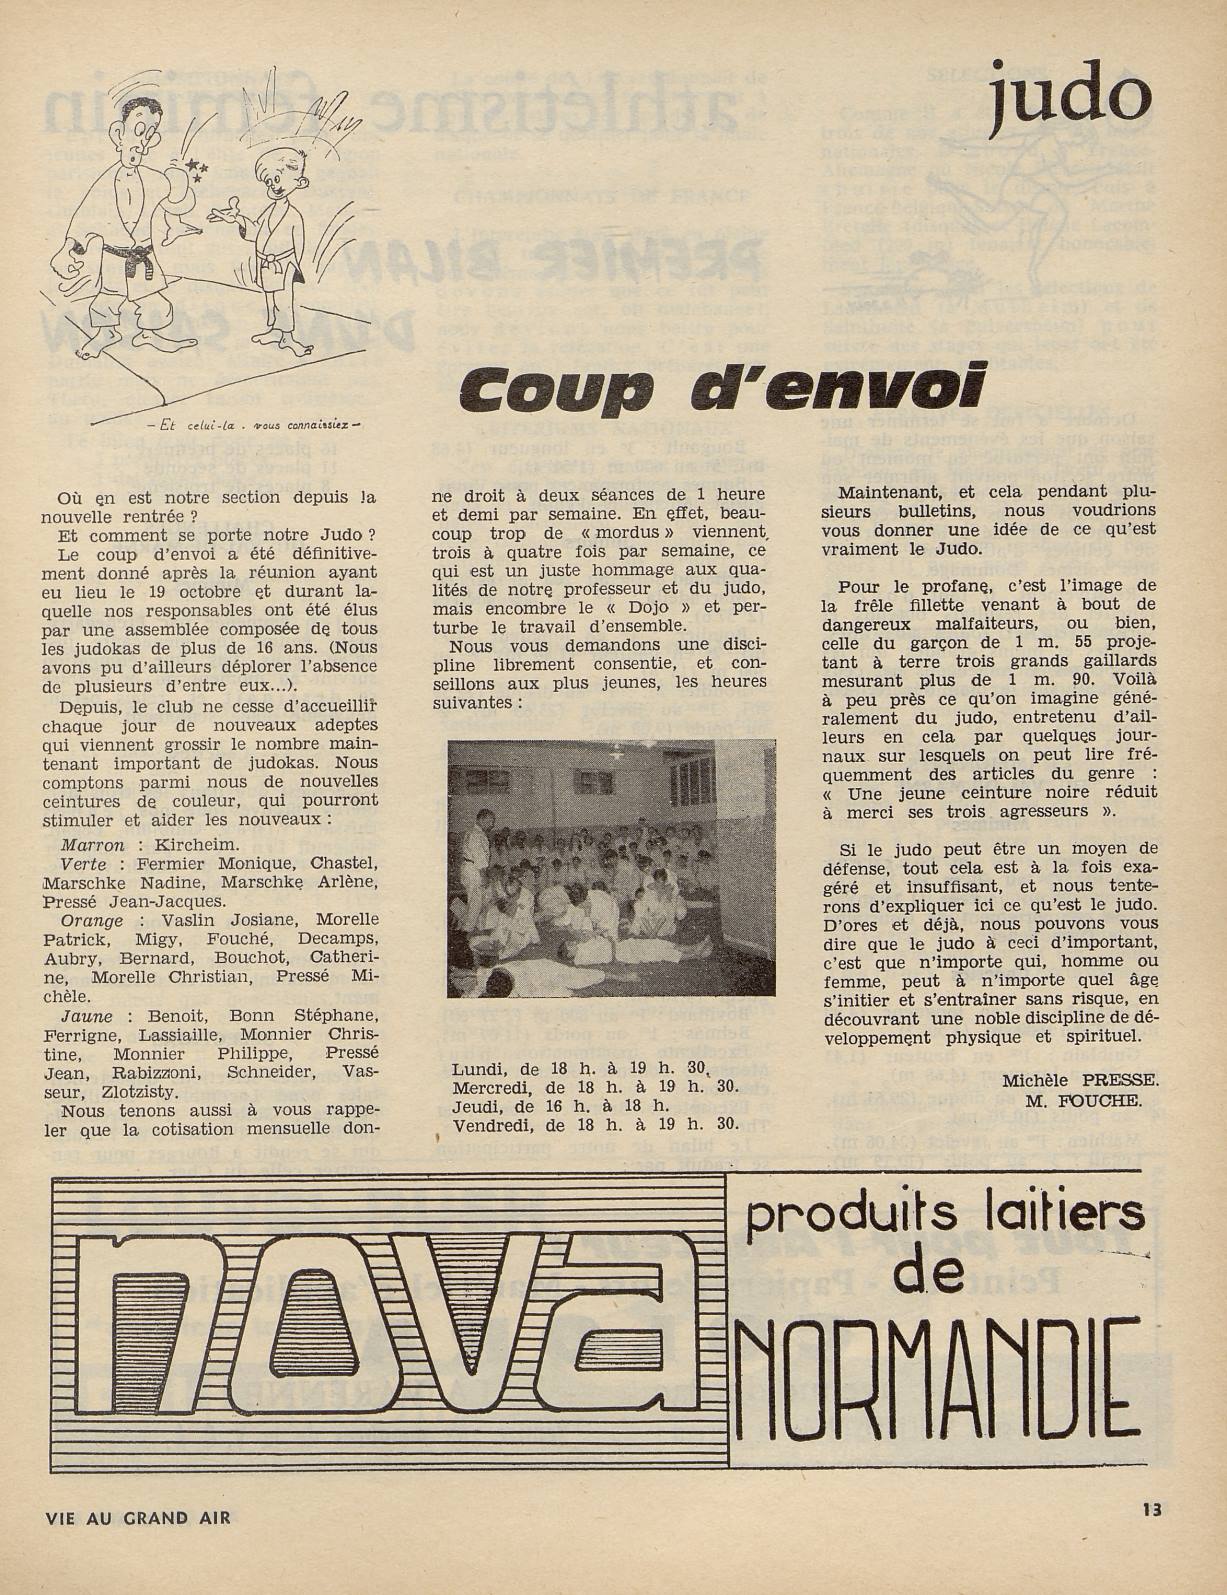 judo
— Et celui-la . vous connaissiez —
Coup d'envoi
Où en est notre section depuis la
nouvelle rentrée ?
Et comment se porte notre Judo ?
Le coup d'envoi a été définitive-
ment donné après la réunion ayant
eu lieu le 19 octobre et durant la-
quelle nos responsables ont été élus
par une assemblée composée de tous
les judokas de plus de 16 ans. (Nous
avons pu d'ailleurs déplorer l'absence
de plusieurs d'entre eux...).
Depuis, le club ne cesse d'accueillir
chaque jour de nouveaux adeptes
qui viennent grossir le nombre main-
tenant important de judokas. Nous
comptons parmi nous de nouvelles
ceintures de couleur, qui pourront
stimuler et aider les nouveaux :
Marron : Kircheim.
Verte : Fermier Monique, Chastel,
Marschke Nadine, Marschke Arlène,
Pressé Jean-Jacques.
Orange : Vaslin Josiane, Morelle
Patrick, Migy, Fouché, Decamps,
Aubry, Bernard, Bouchot, Catheri-
ne, Morelle Christian, Pressé Mi-
chèle.
Jaune : Benoit, Bonn Stéphane,
Ferrigne, Lassiaille, Monnier Chris-
tine, Monnier Philippe, Pressé
Jean, Rabizzoni, Schneider, Vas-
seur, Zlotzisty.
Nous tenons aussi à vous rappe-
ler que la cotisation mensuelle don-
ne droit à deux séances de 1 heure
et demi par semaine. En effet, beau-
coup trop de « mordus » viennent
trois à quatre fois par semaine, ce
qui est un juste hommage aux qua-
lités de notre professeur et du judo,
mais encombre le « Dojo » et per-
turbe le travail d'ensemble.
Nous vous demandons une disci-
pline librement consentie, et con-
seillons aux plus jeunes, les heures
suivantes :
Lundi, de 18 h. à 19 h. 30.
Mercredi, de 18 h. à 19 h. 30.
Jeudi, de 16 h. à 18 h.
Vendredi, de 18 h. à 19 h. 30.
Maintenant, et cela pendant plu-
sieurs bulletins, nous voudrions
vous donner une idée de ce qu'est
vraiment le Judo.
Pour le profane, c'est l'image de
la frêle fillette venant à bout de
dangereux malfaiteurs, ou bien,
celle du garçon de 1 m. 55 proje-
tant à terre trois grands gaillards
mesurant plus de 1 m. 90. Voilà
à peu près ce qu'on imagine géné-
ralement du judo, entretenu d'ail-
leurs en cela par quelques jour-
naux sur lesquels on peut lire fré-
quemment des articles du genre :
« Une jeune ceinture noire réduit
à merci ses trois agresseurs ».
Si le judo peut être un moyen de
défense, tout cela est à la fois exa-
géré et insuffisant, et nous tente-
rons d'expliquer ici ce qu'est le judo.
D'ores et déjà, nous pouvons vous
dire que le judo à ceci d'important,
c'est que n'importe qui, homme ou
femme, peut à n'importe quel âge
s'initier et s'entraîner sans risque, en
découvrant une noble discipline de dé-
veloppement physique et spirituel.
Michèle PRESSE.
M. FOUCHE.
nova
produits laitiers
de
NORMANDIE
VIE AU GRAND AIR
13